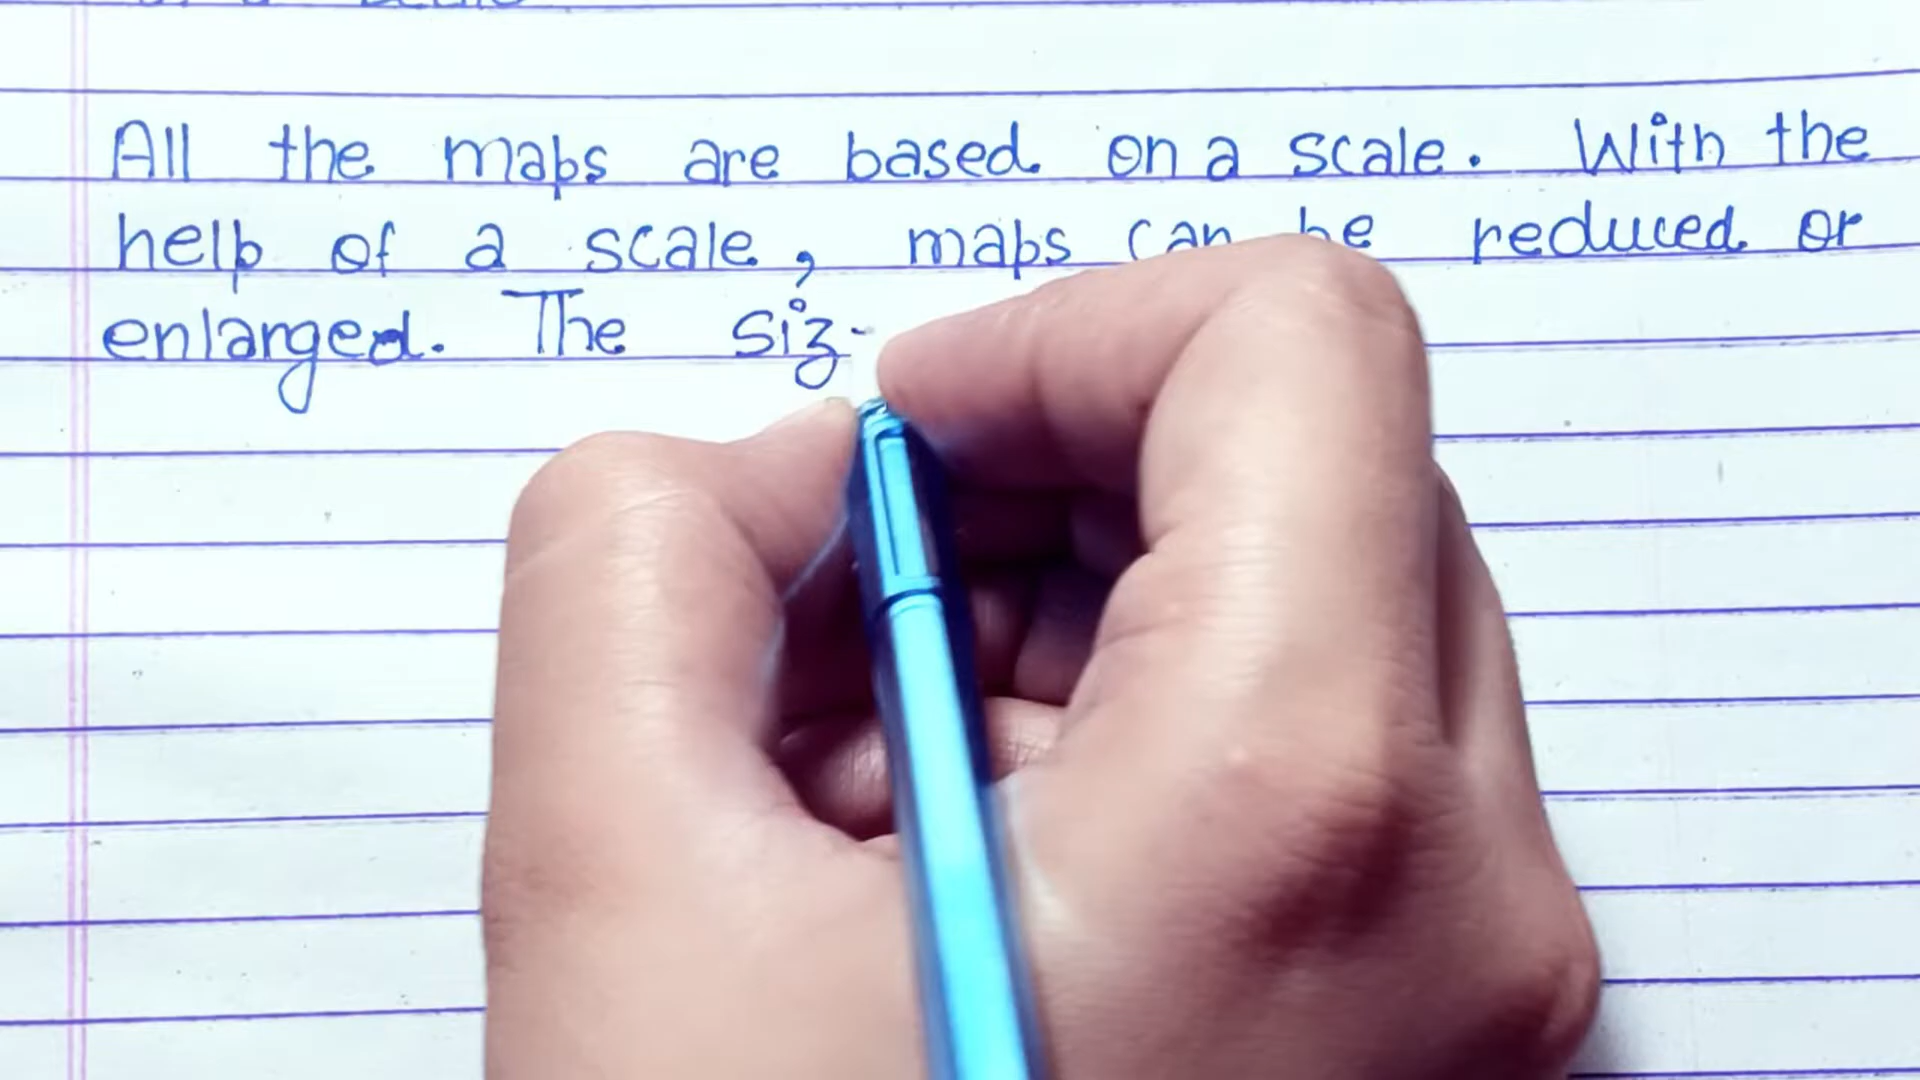 All the maps are based on a scale. With the
help of a scale, maps can be reduced or
enlarged. The siz